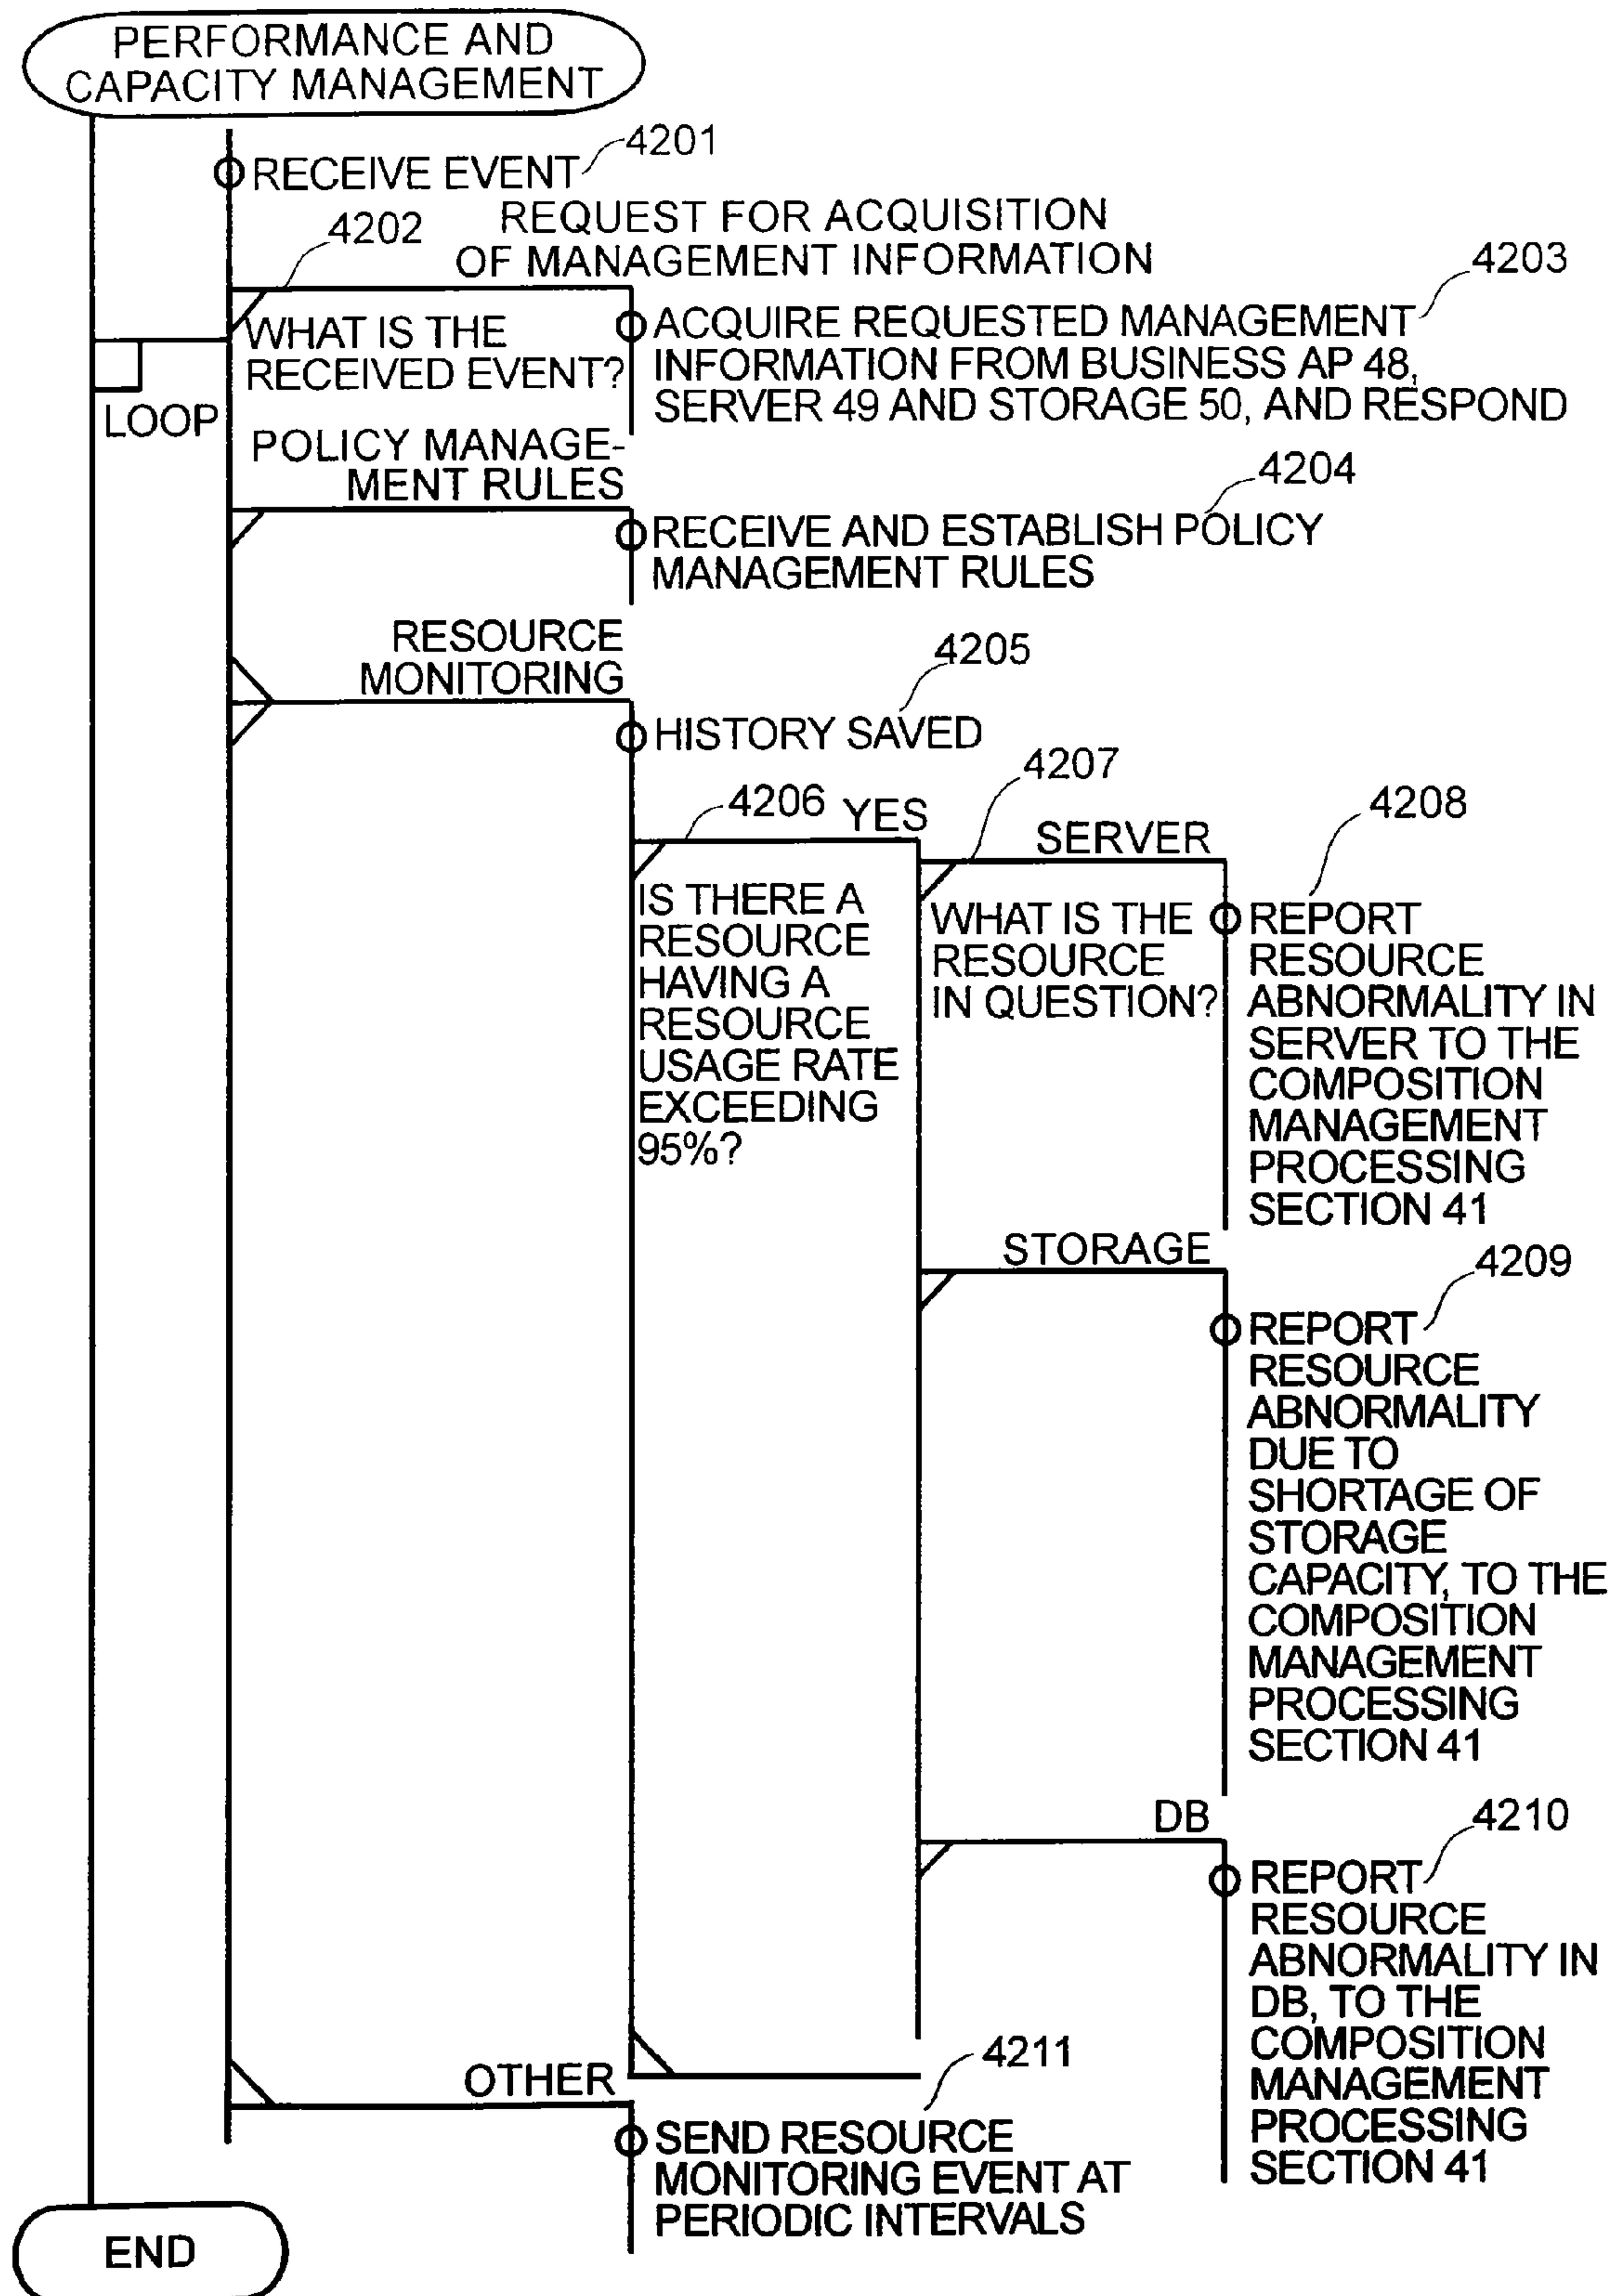 PERFORMANCE AND
CAPACITY MANAGEMENT
4201
RECEIVE EVENT
4202
REQUEST FOR ACQUISITION
OF MANAGEMENT INFORMATION
4203
WHAT IS THE
RECEIVED EVENT?
ACQUIRE REQUESTED MANAGEMENT
INFORMATION FROM BUSINESS AP 48,
SERVER 49 AND STORAGE 50, AND RESPOND
LOOP
POLICY MANAGE-
MENT RULES
4204
RECEIVE AND ESTABLISH POLICY
MANAGEMENT RULES
RESOURCE
MONITORING
4205
HISTORY SAVED
4206
YES
4207
SERVER
4208
IS THERE A
RESOURCE
HAVING A
RESOURCE
USAGE RATE
EXCEEDING
95%?
WHAT IS THE
RESOURCE
IN QUESTION?
REPORT
RESOURCE
ABNORMALITY IN
SERVER TO THE
COMPOSITION
MANAGEMENT
PROCESSING
SECTION 41
STORAGE
4209
REPORT
RESOURCE
ABNORMALITY
DUE TO
SHORTAGE OF
STORAGE
CAPACITY, TO THE
COMPOSITION
MANAGEMENT
PROCESSING
SECTION 41
DB
4210
REPORT
RESOURCE
ABNORMALITY IN
DB, TO THE
COMPOSITION
MANAGEMENT
PROCESSING
SECTION 41
OTHER
4211
SEND RESOURCE
MONITORING EVENT AT
PERIODIC INTERVALS
END